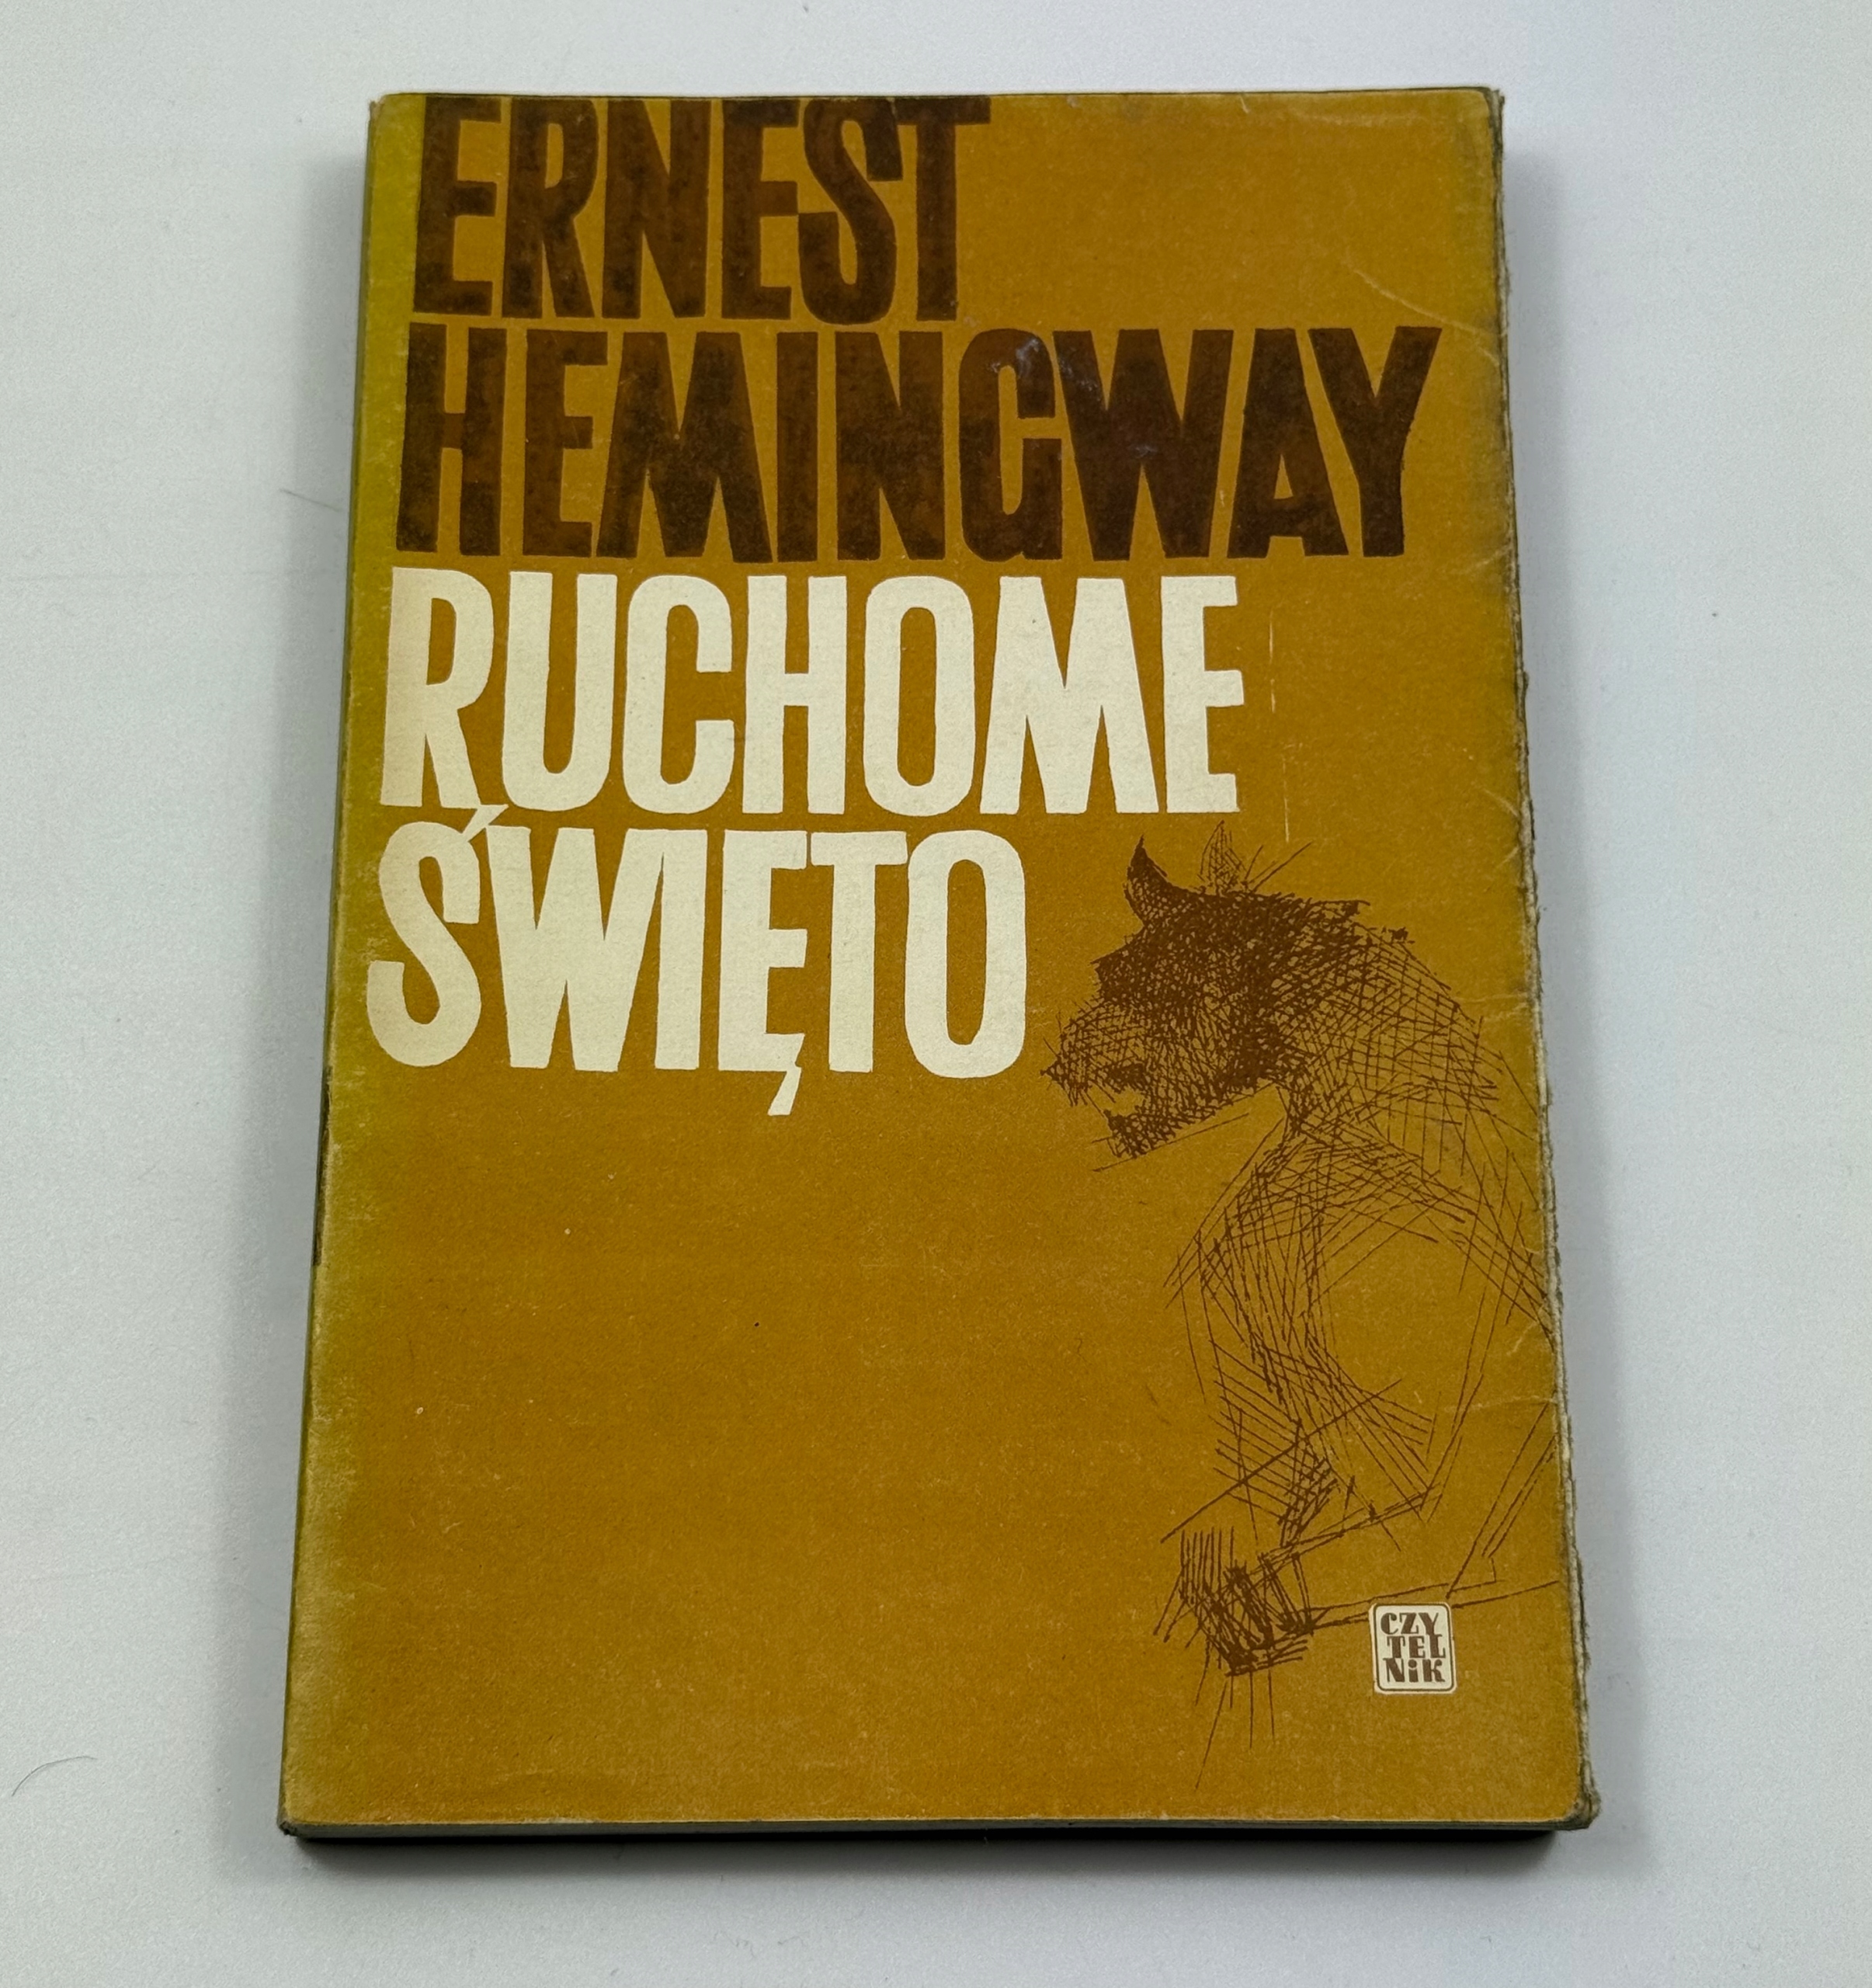 ERNEST
HEMINGWAY
RUCHOME
ŚWIĘTO
CZY
TEL
NiK